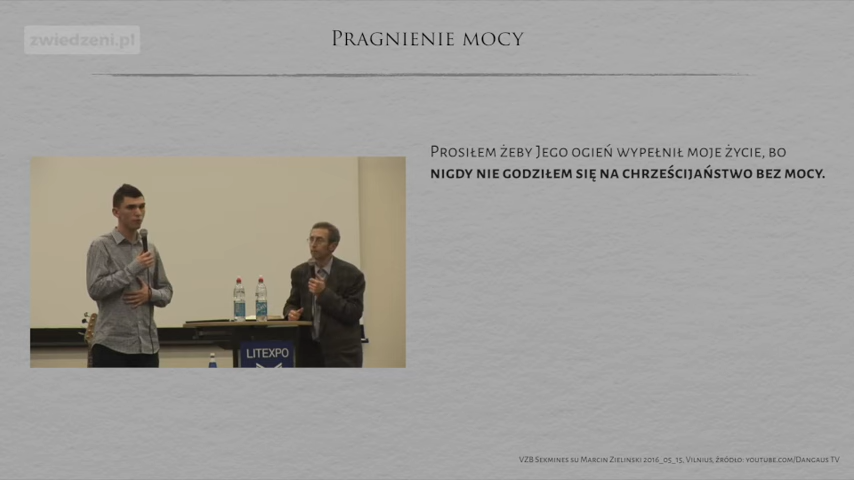 zwiedzeni.pl
Pragnienie mocy
Prosiłem żeby Jego ogień wypełnił moje życie, bo
nigdy nie godziłem się na chrześcijaństwo bez mocy.
LITEXPO
VZB Sekmines su Marcin Zielinski 2016_05_15, Vilnius, źródło: youtube.com/Dangaus TV